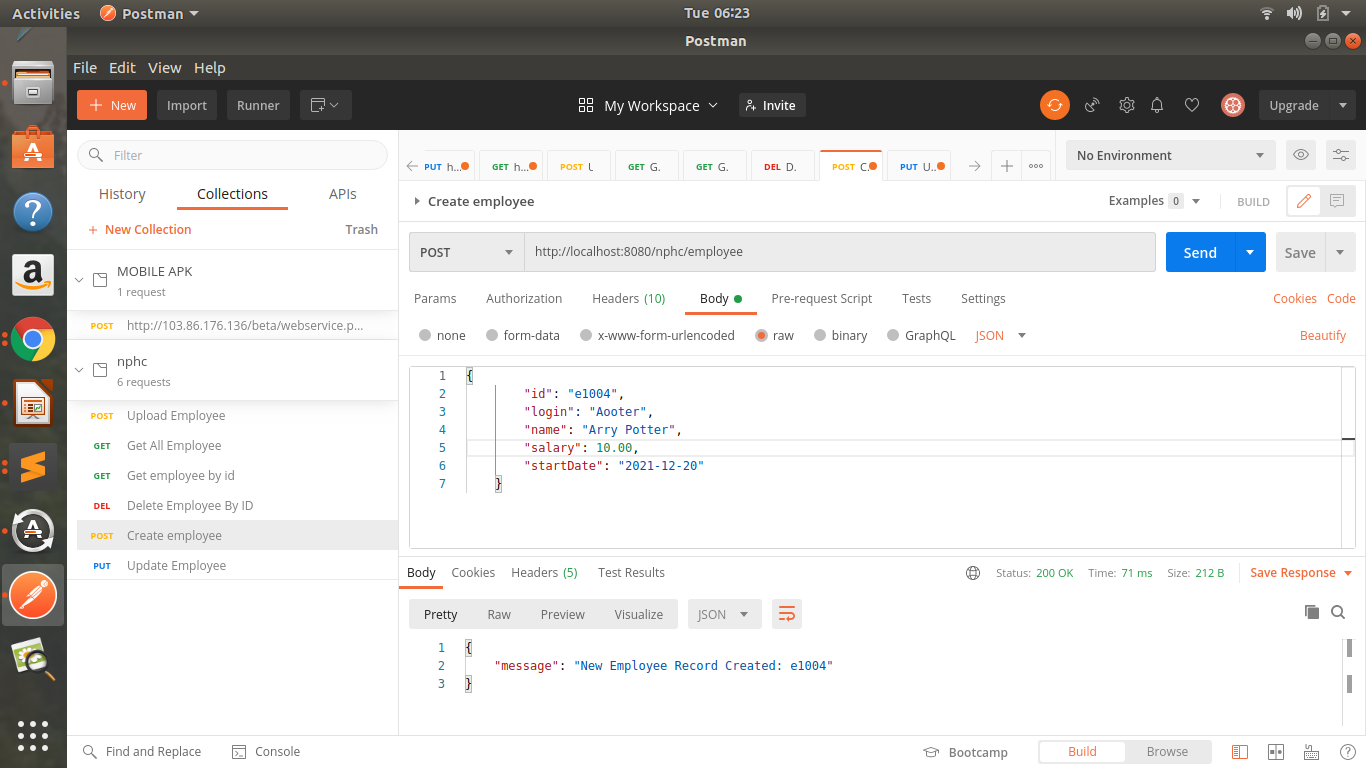 Activities Postman Tue 06:23
Postman
File Edit View Help
New Import Runner My Workspace Invite Upgrade
Filter
History Collections APIs
New Collection Trash
MOBILE APK
1 request
POST http://103.86.176.136/beta/webservice.p...
nphc
6 requests
POST Upload Employee
GET Get All Employee
GET Get employee by id
DEL Delete Employee By ID
POST Create employee
PUT Update Employee
PUT h... GET h... POST U GET G. GET G. DEL D. POST C. PUT U.. No Environment
Create employee Examples 0 BUILD
POST http://localhost:8080/nphc/employee Send Save
Params Authorization Headers (10) Body Pre-request Script Tests Settings Cookies Code
none form-data x-www-form-urlencoded raw binary GraphQL JSON Beautify
1 {
2 "id": "e1004",
3 "login": "Aooter",
4 "name": "Arry Potter",
5 "salary": 10.00,
6 "startDate": "2021-12-20"
7 }
Body Cookies Headers (5) Test Results Status: 200 OK Time: 71 ms Size: 212 B Save Response
Pretty Raw Preview Visualize JSON
1 {
2 "message": "New Employee Record Created: e1004"
3 }
Find and Replace Console Bootcamp Build Browse